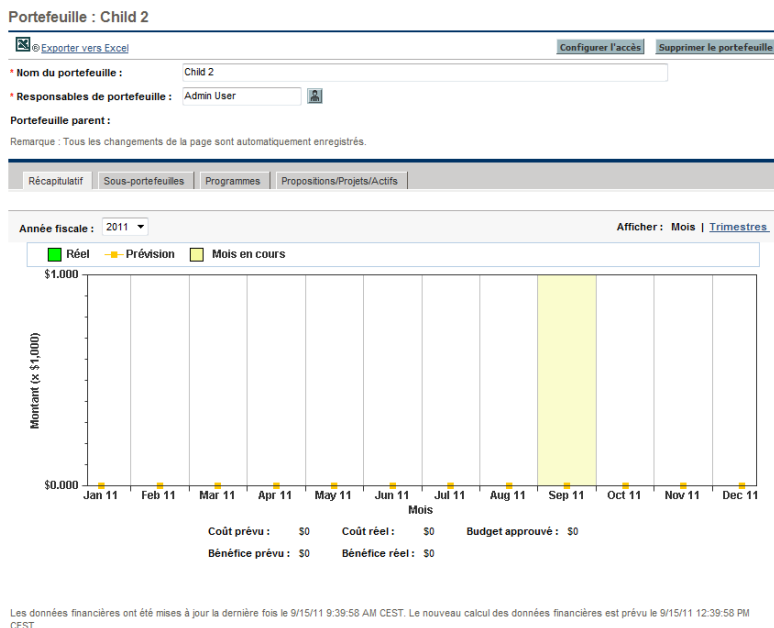 Portefeuille : Child 2
Exporter vers Excel
Configurer l'accès
Supprimer le portefeuille
* Nom du portefeuille : Child 2
* Responsables de portefeuille : Admin User
Portefeuille parent :
Remarque : Tous les changements de la page sont automatiquement enregistrés.
Récapitulatif Sous-portefeuilles Programmes Propositions/Projets/Actifs
Année fiscale : 2011
Afficher : Mois | Trimestres
Réel Prévision Mois en cours
$1.000
Montant (x $1,000)
$0.000
Jan 11 Feb 11 Mar 11 Apr 11 May 11 Jun 11 Jul 11 Aug 11 Sep 11 Oct 11 Nov 11 Dec 11
Mois
Coût prévu : $0 Coût réel : $0 Budget approuvé : $0
Bénéfice prévu : $0 Bénéfice réel : $0
Les données financières ont été mises à jour la dernière fois le 9/15/11 9:39:58 AM CEST. Le nouveau calcul des données financières est prévu le 9/15/11 12:39:58 PM
CEST